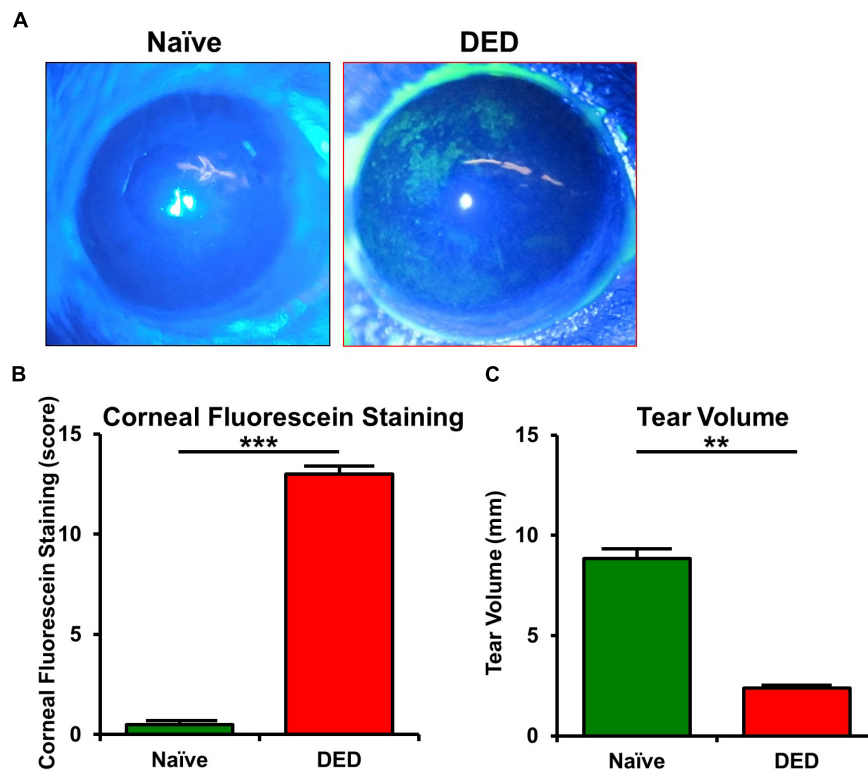 A
Naïve
DED
B
Corneal Fluorescein Staining
Corneal Fluorescein Staining (score)
15
10
5
0
***
Naïve
DED
C
Tear Volume
Tear Volume (mm)
15
10
5
0
**
Naïve
DED